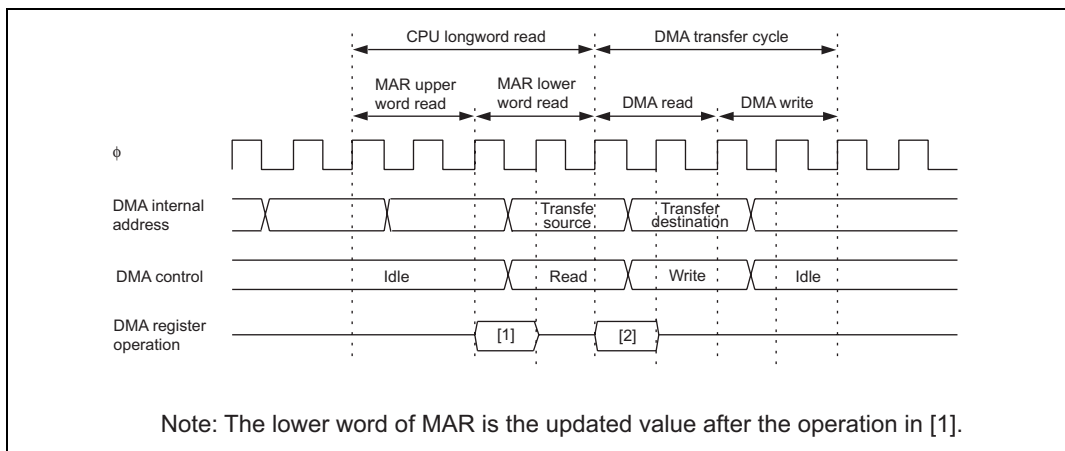 CPU longword read DMA transfer cycle
MAR upper MAR lower
word read word read DMA read DMA write
ϕ
DMA internal
address
Transfe Transfer
source destination
DMA control Idle Read Write Idle
DMA register
operation
[1] [2]
Note: The lower word of MAR is the updated value after the operation in [1].